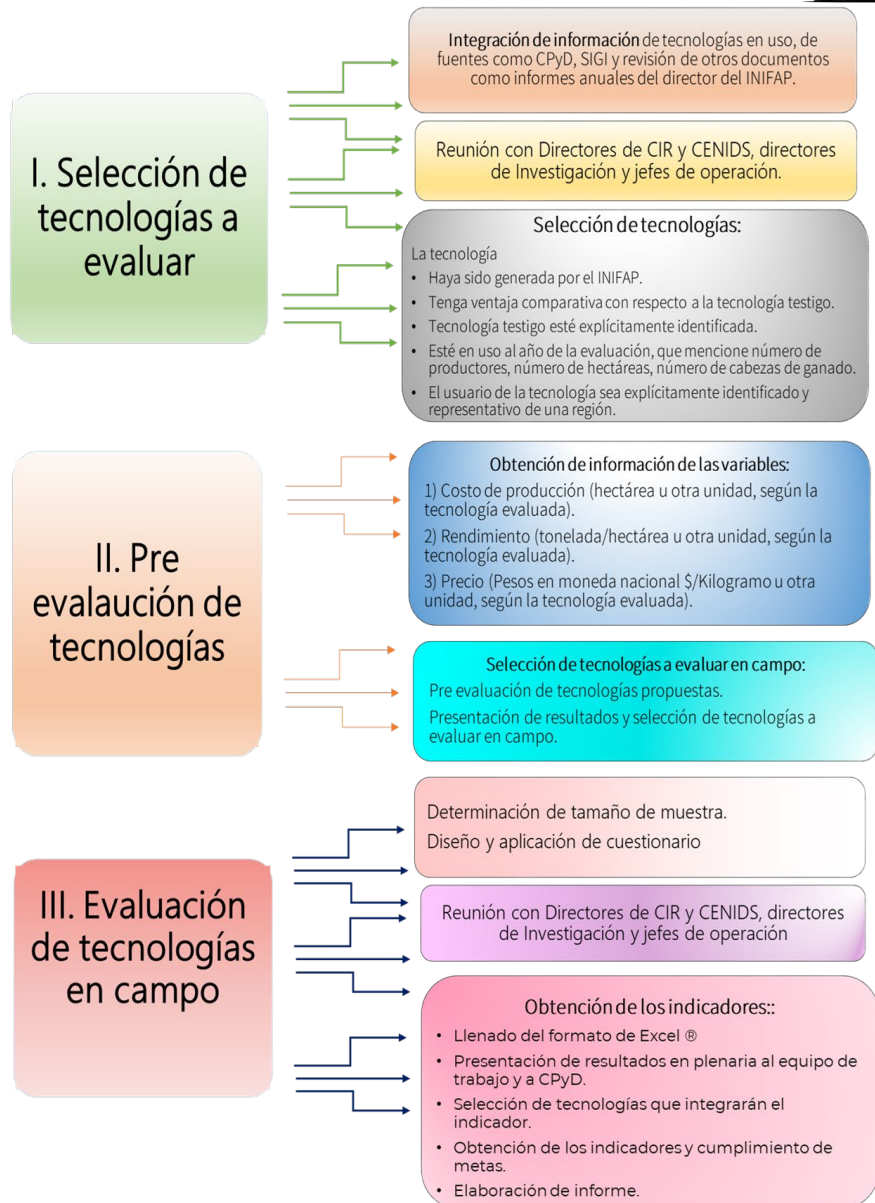 I. Selección de
tecnologías a
evaluar
Integración de información de tecnologías en uso, de
fuentes como CPyD, SIGI y revisión de otros documentos
como informes anuales del director del INIFAP.
Reunión con Directores de CIR y CENIDS, directores
de Investigación y jefes de operación.
Selección de tecnologías:
La tecnología
• Haya sido generada por el INIFAP.
• Tenga ventaja comparativa con respecto a la tecnología testigo.
• Tecnología testigo esté explícitamente identificada.
• Esté en uso al año de la evaluación, que mencione número de
productores, número de hectáreas, número de cabezas de ganado.
• El usuario de la tecnología sea explícitamente identificado y
representativo de una región.
II. Pre
evalaución de
tecnologías
Obtención de información de las variables:
1) Costo de producción (hectárea u otra unidad, según la
tecnología evaluada).
2) Rendimiento (tonelada/hectárea u otra unidad, según la
tecnología evaluada).
3) Precio (Pesos en moneda nacional $/Kilogramo u otra
unidad, según la tecnología evaluada).
Selección de tecnologías a evaluar en campo:
Pre evaluación de tecnologías propuestas.
Presentación de resultados y selección de tecnologías a
evaluar en campo.
III. Evaluación
de tecnologías
en campo
Determinación de tamaño de muestra.
Diseño y aplicación de cuestionario
Reunión con Directores de CIR y CENIDS, directores
de Investigación y jefes de operación
Obtención de los indicadores::
• Llenado del formato de Excel ®
• Presentación de resultados en plenaria al equipo de
trabajo y a CPyD.
• Selección de tecnologías que integrarán el
indicador.
• Obtención de los indicadores y cumplimiento de
metas.
• Elaboración de informe.